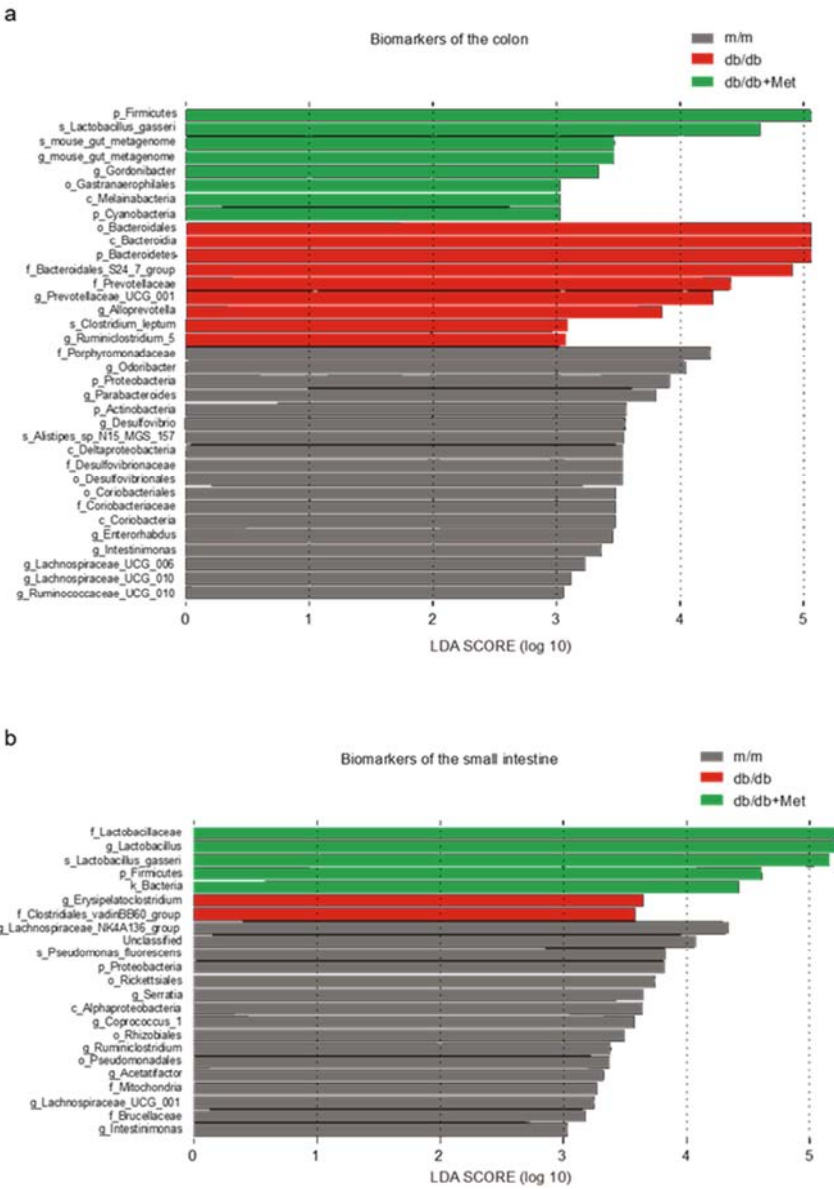 a
Biomarkers of the colon
m/m
db/db
db/db+Met
p_Firmicutes
s_Lactobacillus_gasseri
s_mouse_gut_metagenome
g_mouse_gut_metagenome
g_Gordonibacter
o_Gastranaerophilales
c_Melainabacteria
p_Cyanobacteria
o_Bacteroidales
c_Bacteroidia
p_Bacteroidetes
f_Bacteroidales_S24_7_group
f_Prevotellaceae
g_Prevotellaceae_UCG_001
g_Alloprevotella
s_Clostridium_leptum
g_Ruminiclostridium_5
f_Porphyromonadaceae
g_Odoribacter
p_Proteobacteria
g_Parabacteroides
p_Actinobacteria
g_Desulfovibrio
s_Alistipes_sp_N15_MGS_157
c_Deltaproteobacteria
f_Desulfovibrionaceae
o_Desulfovibrionales
o_Coriobacteriales
f_Coriobacteriaceae
c_Coriobacteria
g_Enterorhabdus
g_Intestinimonas
g_Lachnospiraceae_UCG_006
g_Lachnospiraceae_UCG_010
g_Ruminococcaceae_UCG_010
0 1 2 3 4 5
LDA SCORE (log 10)
b
Biomarkers of the small intestine
m/m
db/db
db/db+Met
f_Lactobacillaceae
g_Lactobacillus
s_Lactobacillus_gasseri
p_Firmicutes
k_Bacteria
g_Erysipelatoclostridium
f_Clostridiales_vadinBB60_group
g_Lachnospiraceae_NK4A136_group
Unclassified
s_Pseudomonas_fluorescens
p_Proteobacteria
o_Rickettsiales
g_Serratia
c_Alphaproteobacteria
g_Coprococcus_1
o_Rhizobiales
g_Ruminiclostridium
o_Pseudomonadales
g_Acetatifactor
f_Mitochondria
g_Lachnospiraceae_UCG_001
f_Brucellaceae
g_Intestinimonas
0 1 2 3 4 5
LDA SCORE (log 10)